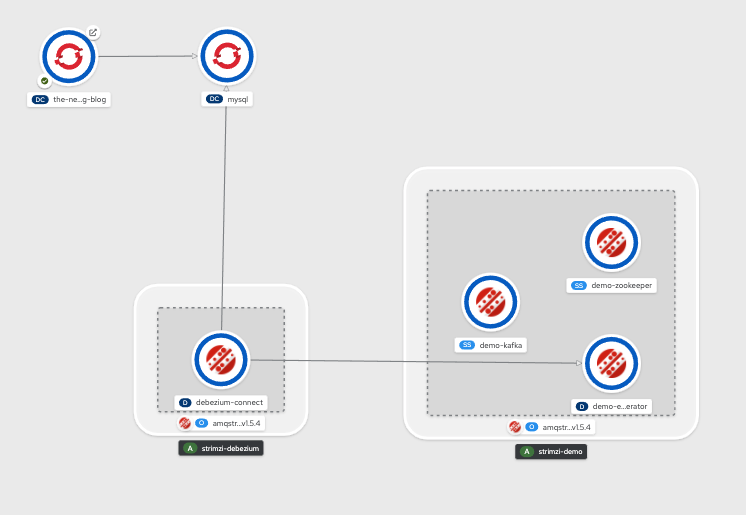 DC the-ne...g-blog
DC mysql
SS demo-zookeeper
SS demo-kafka
D debezium-connect
D demo-e...erator
O amqstr...v1.5.4
O amqstr...v1.5.4
A strimzi-debezium
A strimzi-demo